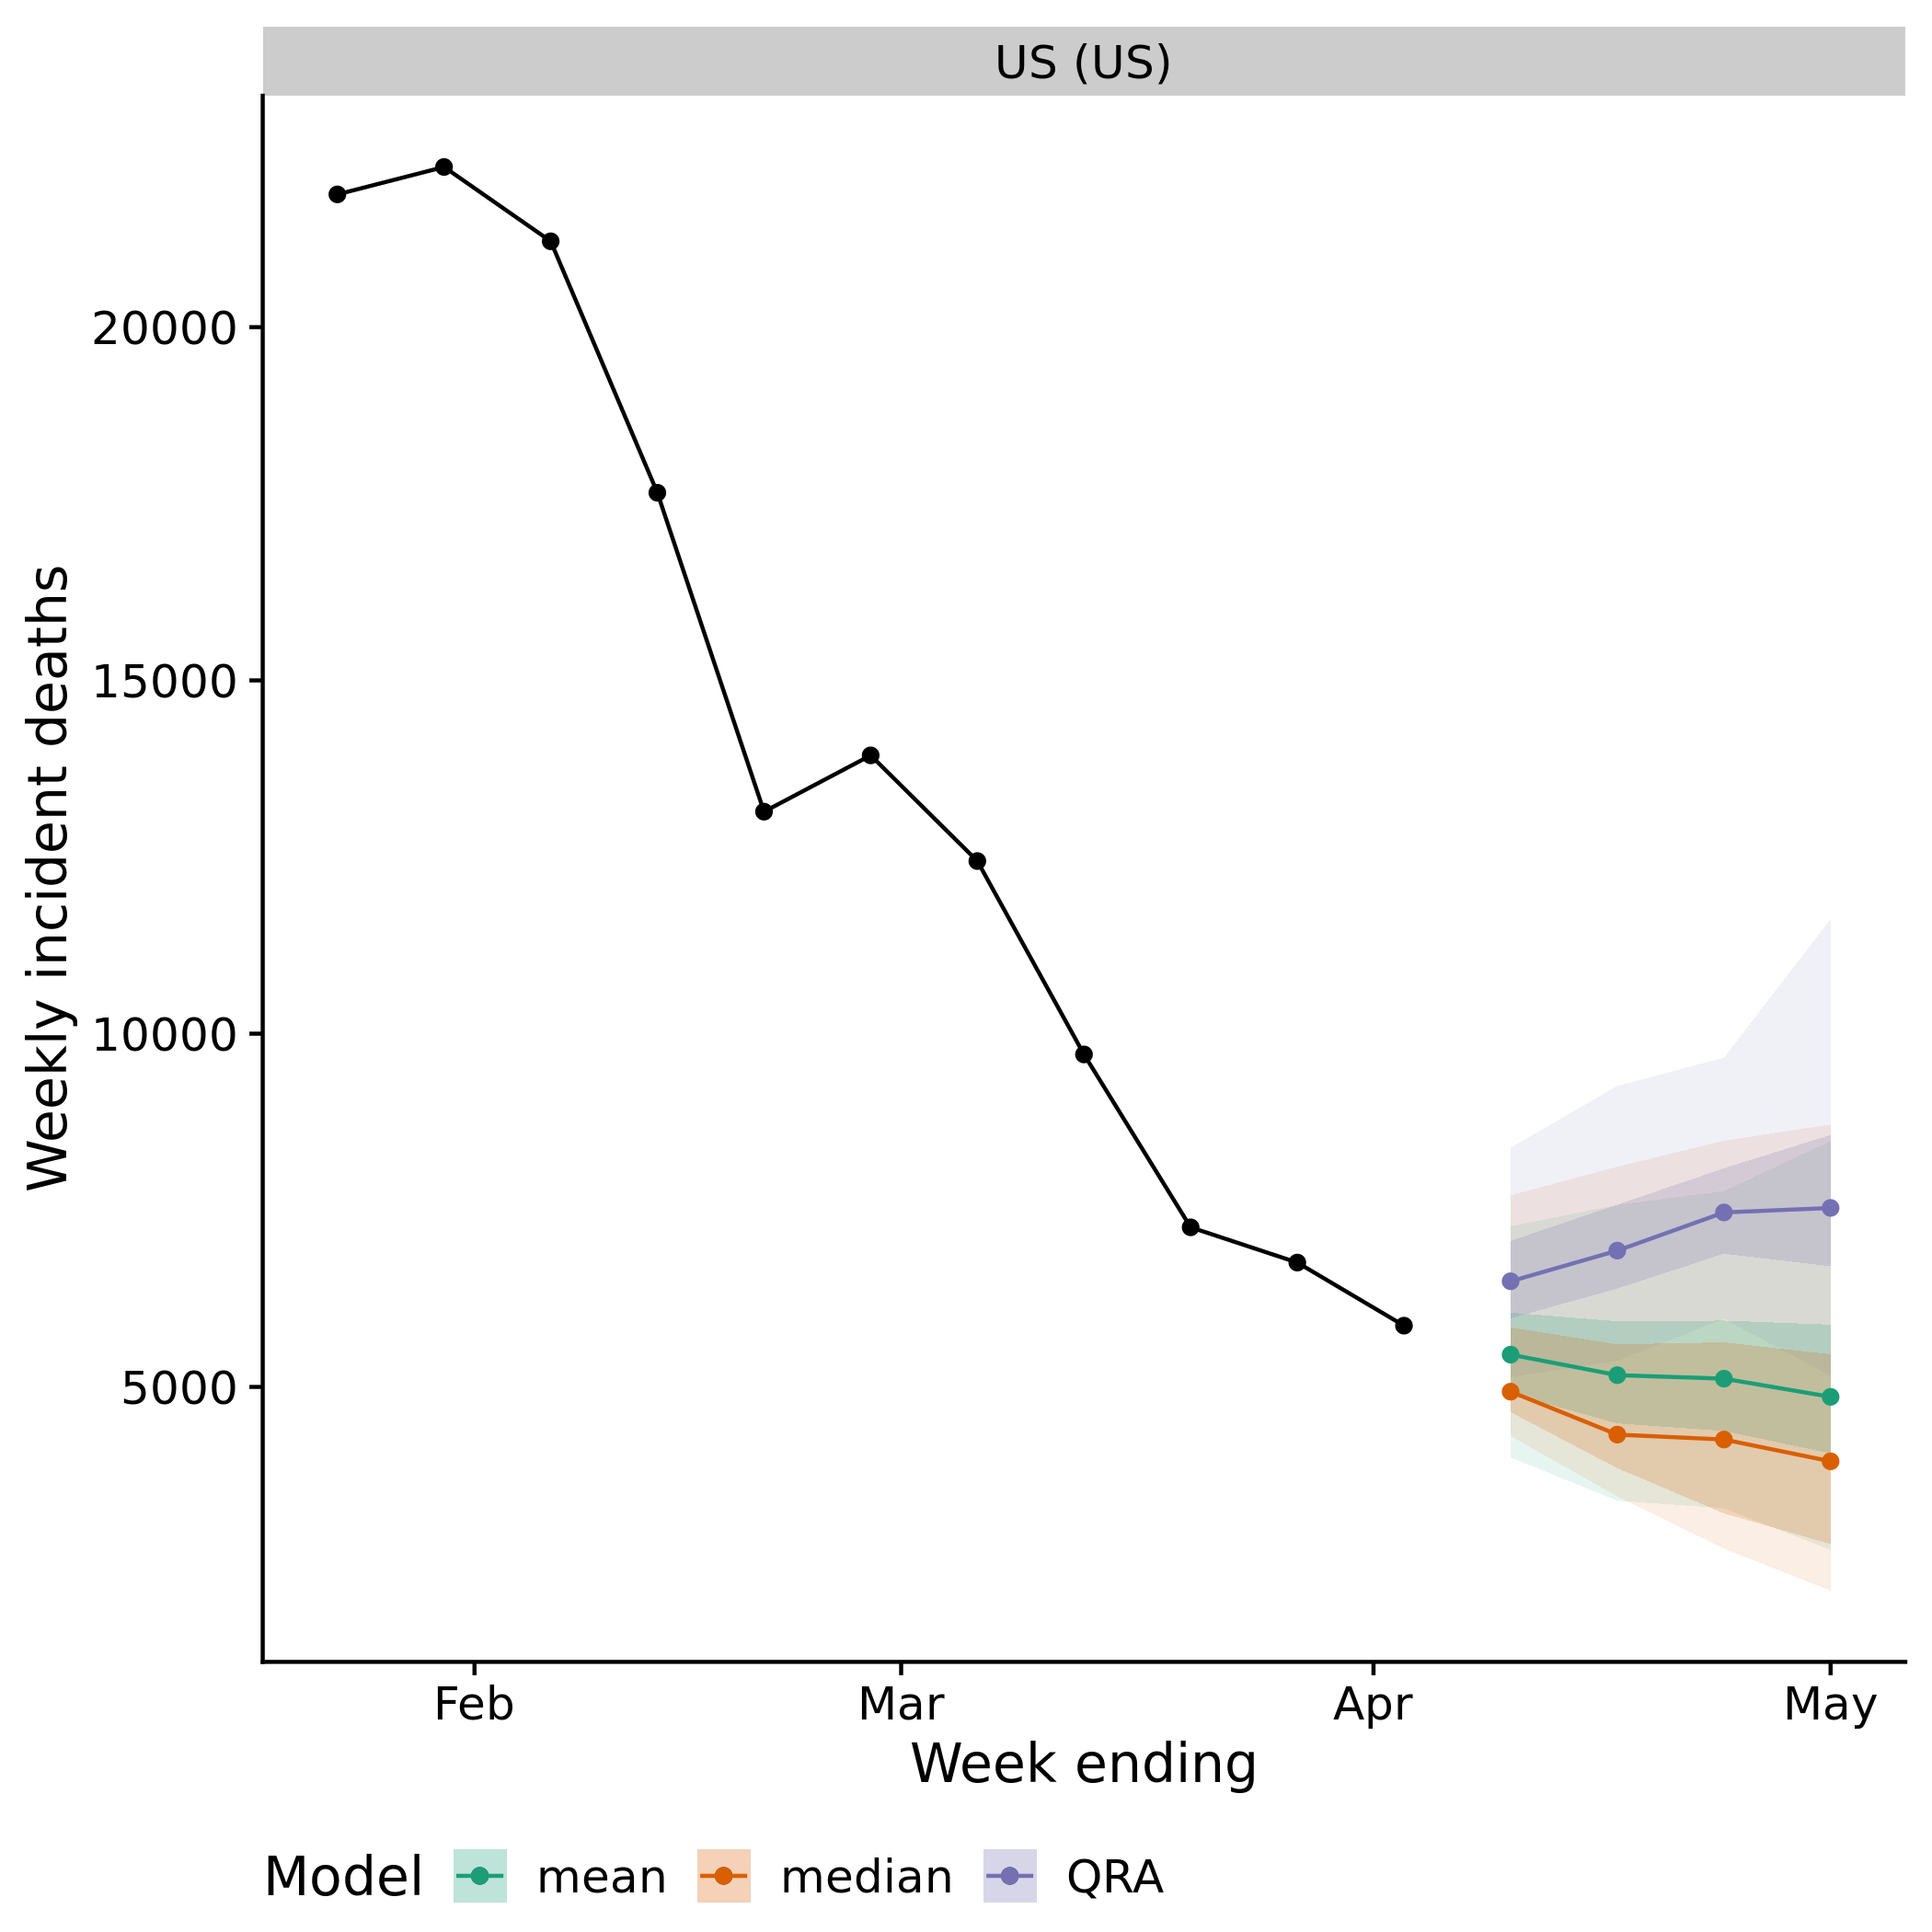 US (US)
Weekly incident deaths
20000
15000
10000
5000
Feb Mar Apr May
Week ending
Model mean median QRA